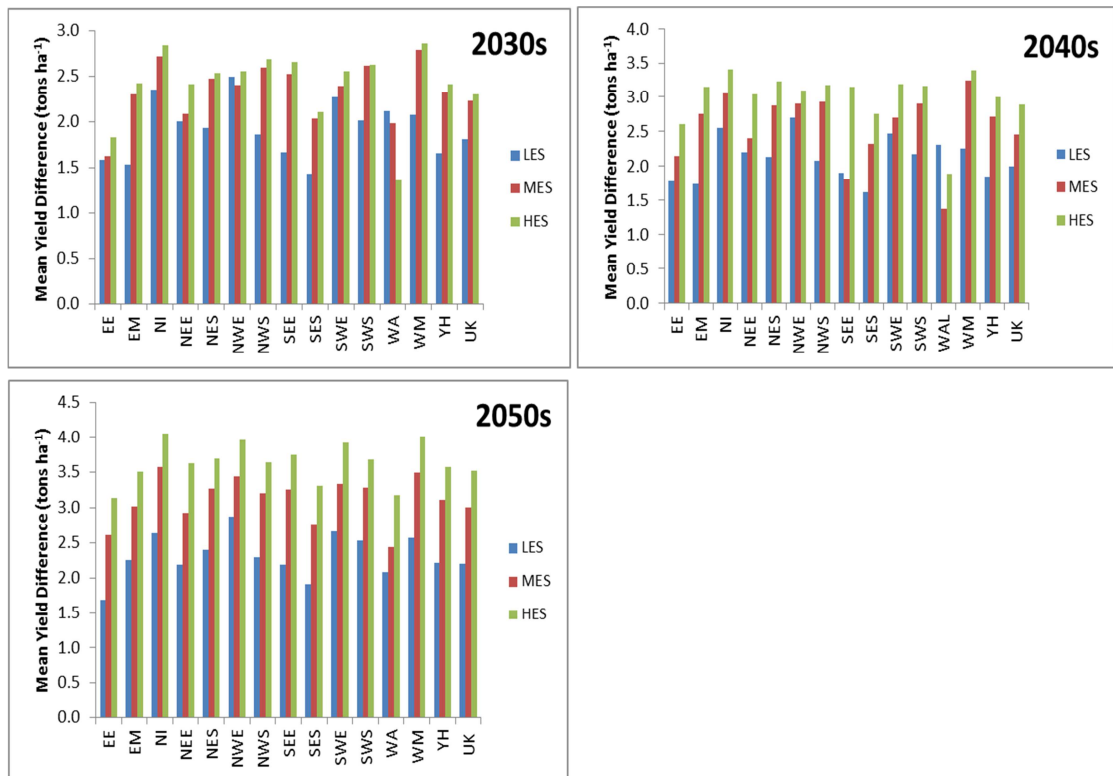 2030s
Mean Yield Difference (tons ha-1)
3.0
2.5
2.0
1.5
1.0
0.5
0.0
EE EM NI NEE NES NWE NWS SEE SES SWE SWS WA WM YH UK
LES
MES
HES
2040s
Mean Yield Difference (tons ha-1)
4.0
3.5
3.0
2.5
2.0
1.5
1.0
0.5
0.0
EE EM NI NEE NES NWE NWS SEE SES SWE SWS WAL WM YH UK
LES
MES
HES
2050s
Mean Yield Difference (tons ha-1)
4.5
4.0
3.5
3.0
2.5
2.0
1.5
1.0
0.5
0.0
EE EM NI NEE NES NWE NWS SEE SES SWE SWS WA WM YH UK
LES
MES
HES